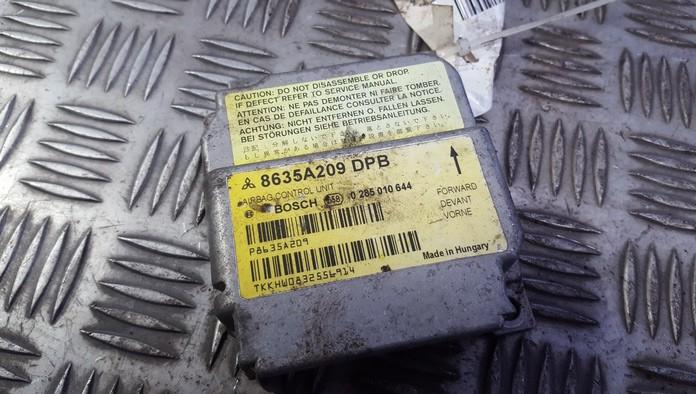 CAUTION: DO NOT DISASSEMBLE OR DROP.
IF DEFECT REFER TO SERVICE MANUAL.
ATTENTION: NE PAS DEMONTER NI FAIRE TOMBER.
EN CAS DE DEFAILLANCE CONSULTER LA NOTICE.
ACHTUNG: NICHT ENTFERNEN O. FALLEN LASSEN.
BEI STÖRUNGEN SIEHE BETRIEBSANLEITUNG.
8635A209 DPB
AIRBAG CONTROL UNIT
BOSCH 0 285 010 644
FORWARD
DEVANT
VORNE
P8635A209
Made in Hungary
TKKHW0832556914